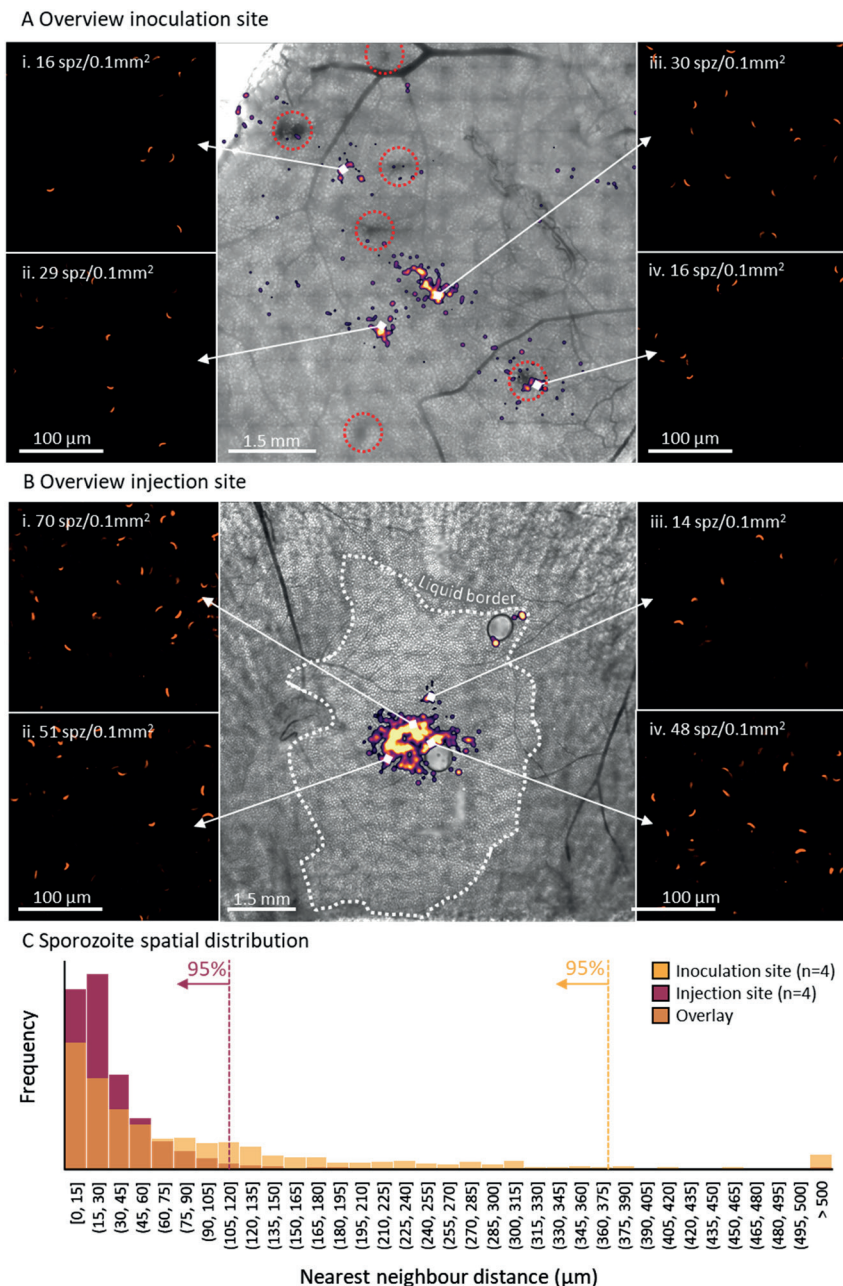 A Overview inoculation site
i. 16 spz/0.1mm²
iii. 30 spz/0.1mm²
ii. 29 spz/0.1mm²
iv. 16 spz/0.1mm²
100 µm
1.5 mm
100 µm
B Overview injection site
i. 70 spz/0.1mm²
iii. 14 spz/0.1mm²
Liquid border
ii. 51 spz/0.1mm²
iv. 48 spz/0.1mm²
100 µm
1.5 mm
100 µm
C Sporozoite spatial distribution
95%
95%
Inoculation site (n=4)
Injection site (n=4)
Overlay
Frequency
[0, 15]
(15, 30]
(30, 45]
(45, 60]
(60, 75]
(75, 90]
(90, 105]
(105, 120]
(120, 135]
(135, 150]
(150, 165]
(165, 180]
(180, 195]
(195, 210]
(210, 225]
(225, 240]
(240, 255]
(255, 270]
(270, 285]
(285, 300]
(300, 315]
(315, 330]
(330, 345]
(345, 360]
(360, 375]
(375, 390]
(390, 405]
(405, 420]
(420, 435]
(435, 450]
(450, 465]
(465, 480]
(480, 495]
(495, 500]
> 500
Nearest neighbour distance (µm)